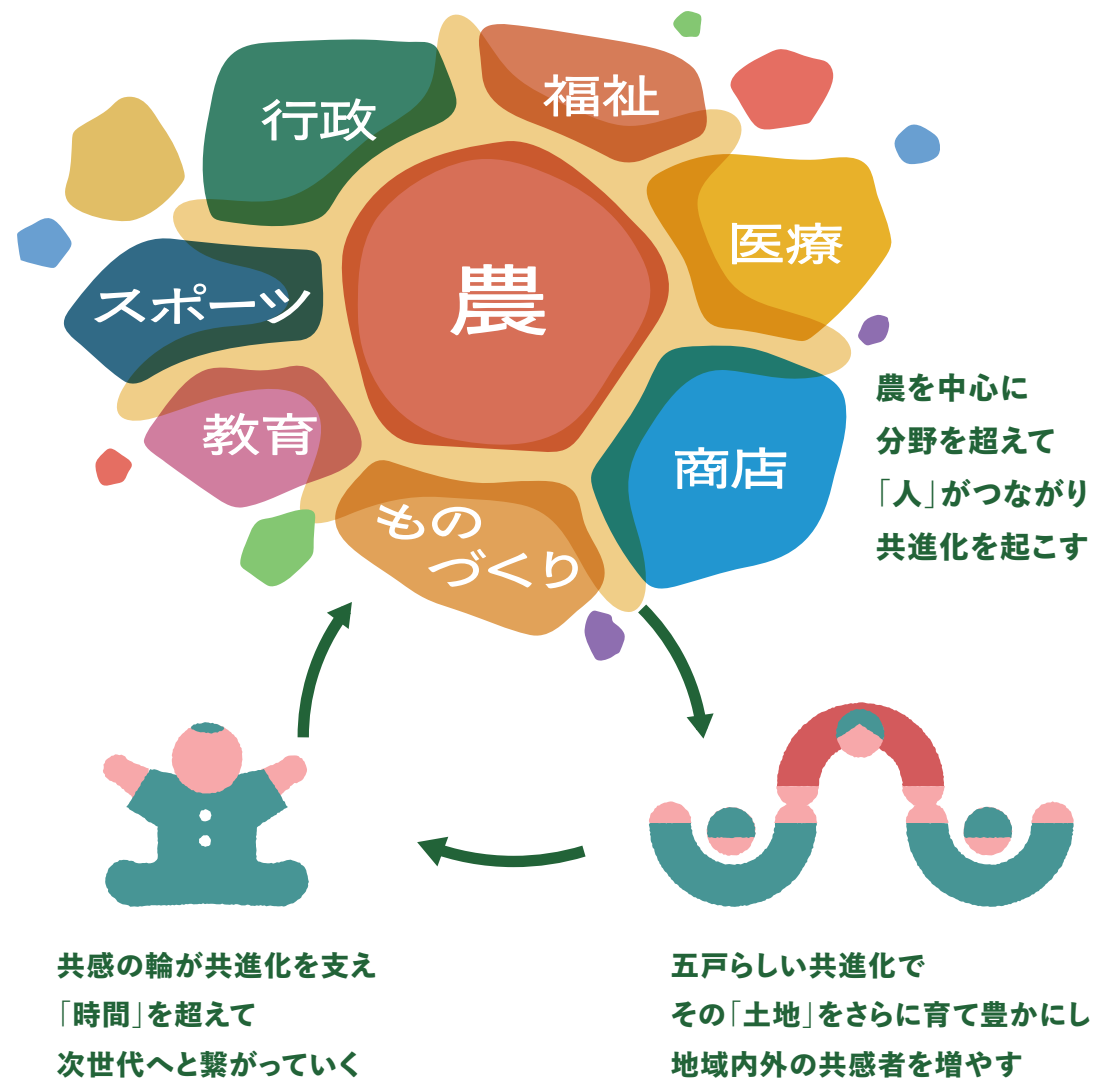 行政
福祉
医療
スポーツ
農
教育
商店
もの
づくり
農を中心に
分野を超えて
「人」がつながり
共進化を起こす
共感の輪が共進化を支え
「時間」を超えて
次世代へと繋がっていく
五戸らしい共進化で
その「土地」をさらに育て豊かにし
地域内外の共感者を増やす